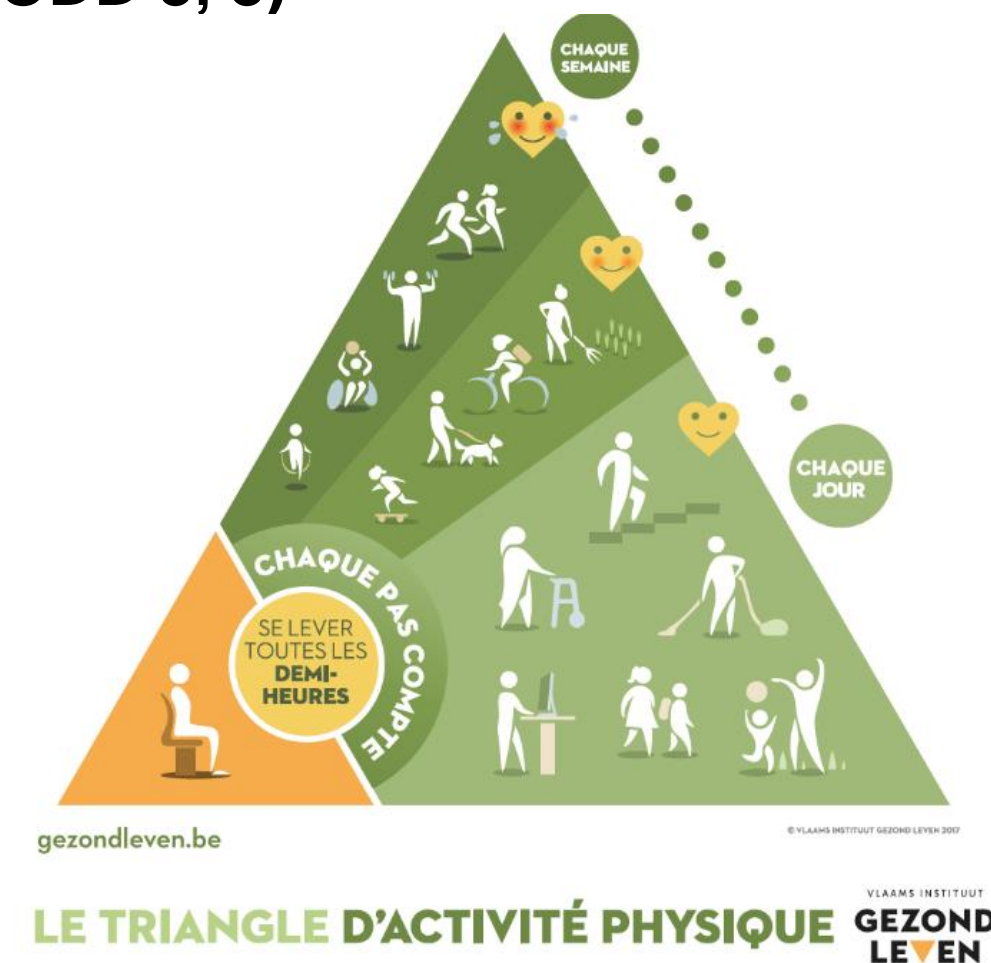 CHAQUE
SEMAINE
CHAQUE
JOUR
CHAQUE PAS COMPTE
SE LEVER
TOUTES LES
DEMI-
HEURES
gezondleven.be
© VLAAMS INSTITUUT GEZOND LEVEN 2017
LE TRIANGLE D'ACTIVITÉ PHYSIQUE
VLAAMS INSTITUUT
GEZOND
LEVEN